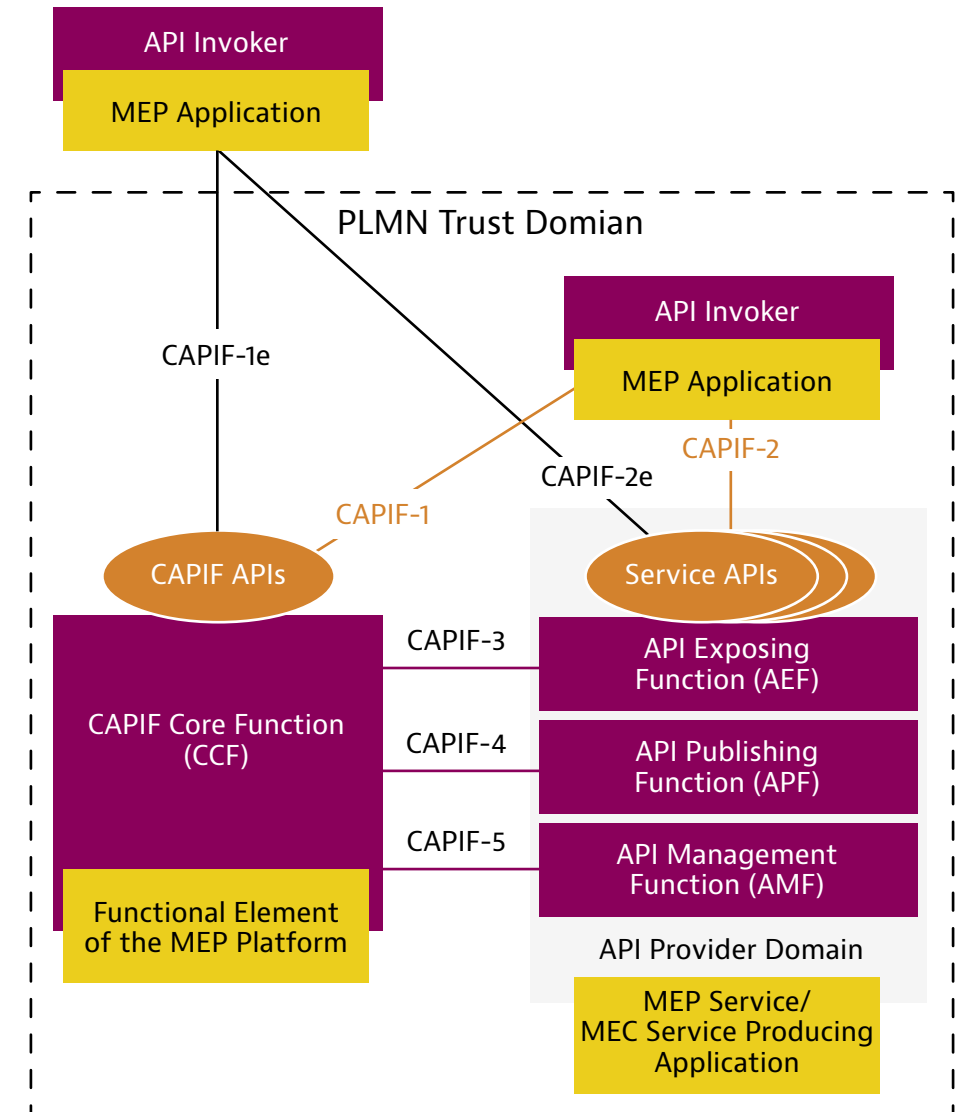 API Invoker
MEP Application
PLMN Trust Domian
API Invoker
MEP Application
CAPIF-1e
CAPIF-2
CAPIF-2e
CAPIF-1
CAPIF APIs
Service APIs
CAPIF-3
API Exposing
Function (AEF)
CAPIF Core Function
(CCF)
CAPIF-4
API Publishing
Function (APF)
CAPIF-5
API Management
Function (AMF)
Functional Element
of the MEP Platform
API Provider Domain
MEP Service/
MEC Service Producing
Application